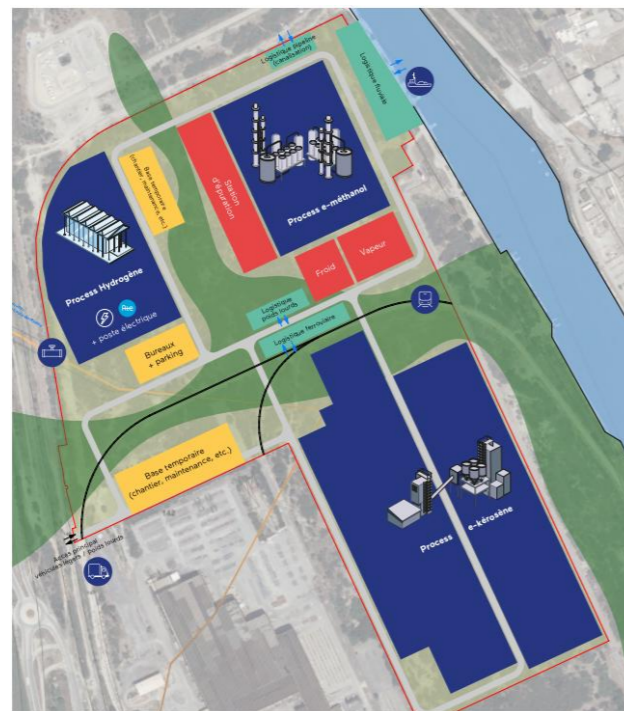 Logistique pipeline
(canalisation)
Logistique fluviale
Base temporaire
(chantier, maintenance, etc.)
Station
d'épuration
Process e-méthanol
Process Hydrogène
Rte
+ poste électrique
Froid
Vapeur
Logistique
poids lourds
Logistique ferroviaire
Bureaux
+ parking
Base temporaire
(chantier, maintenance, etc.)
Accès principal
véhicules légers / poids lourds
Process e-kérosène